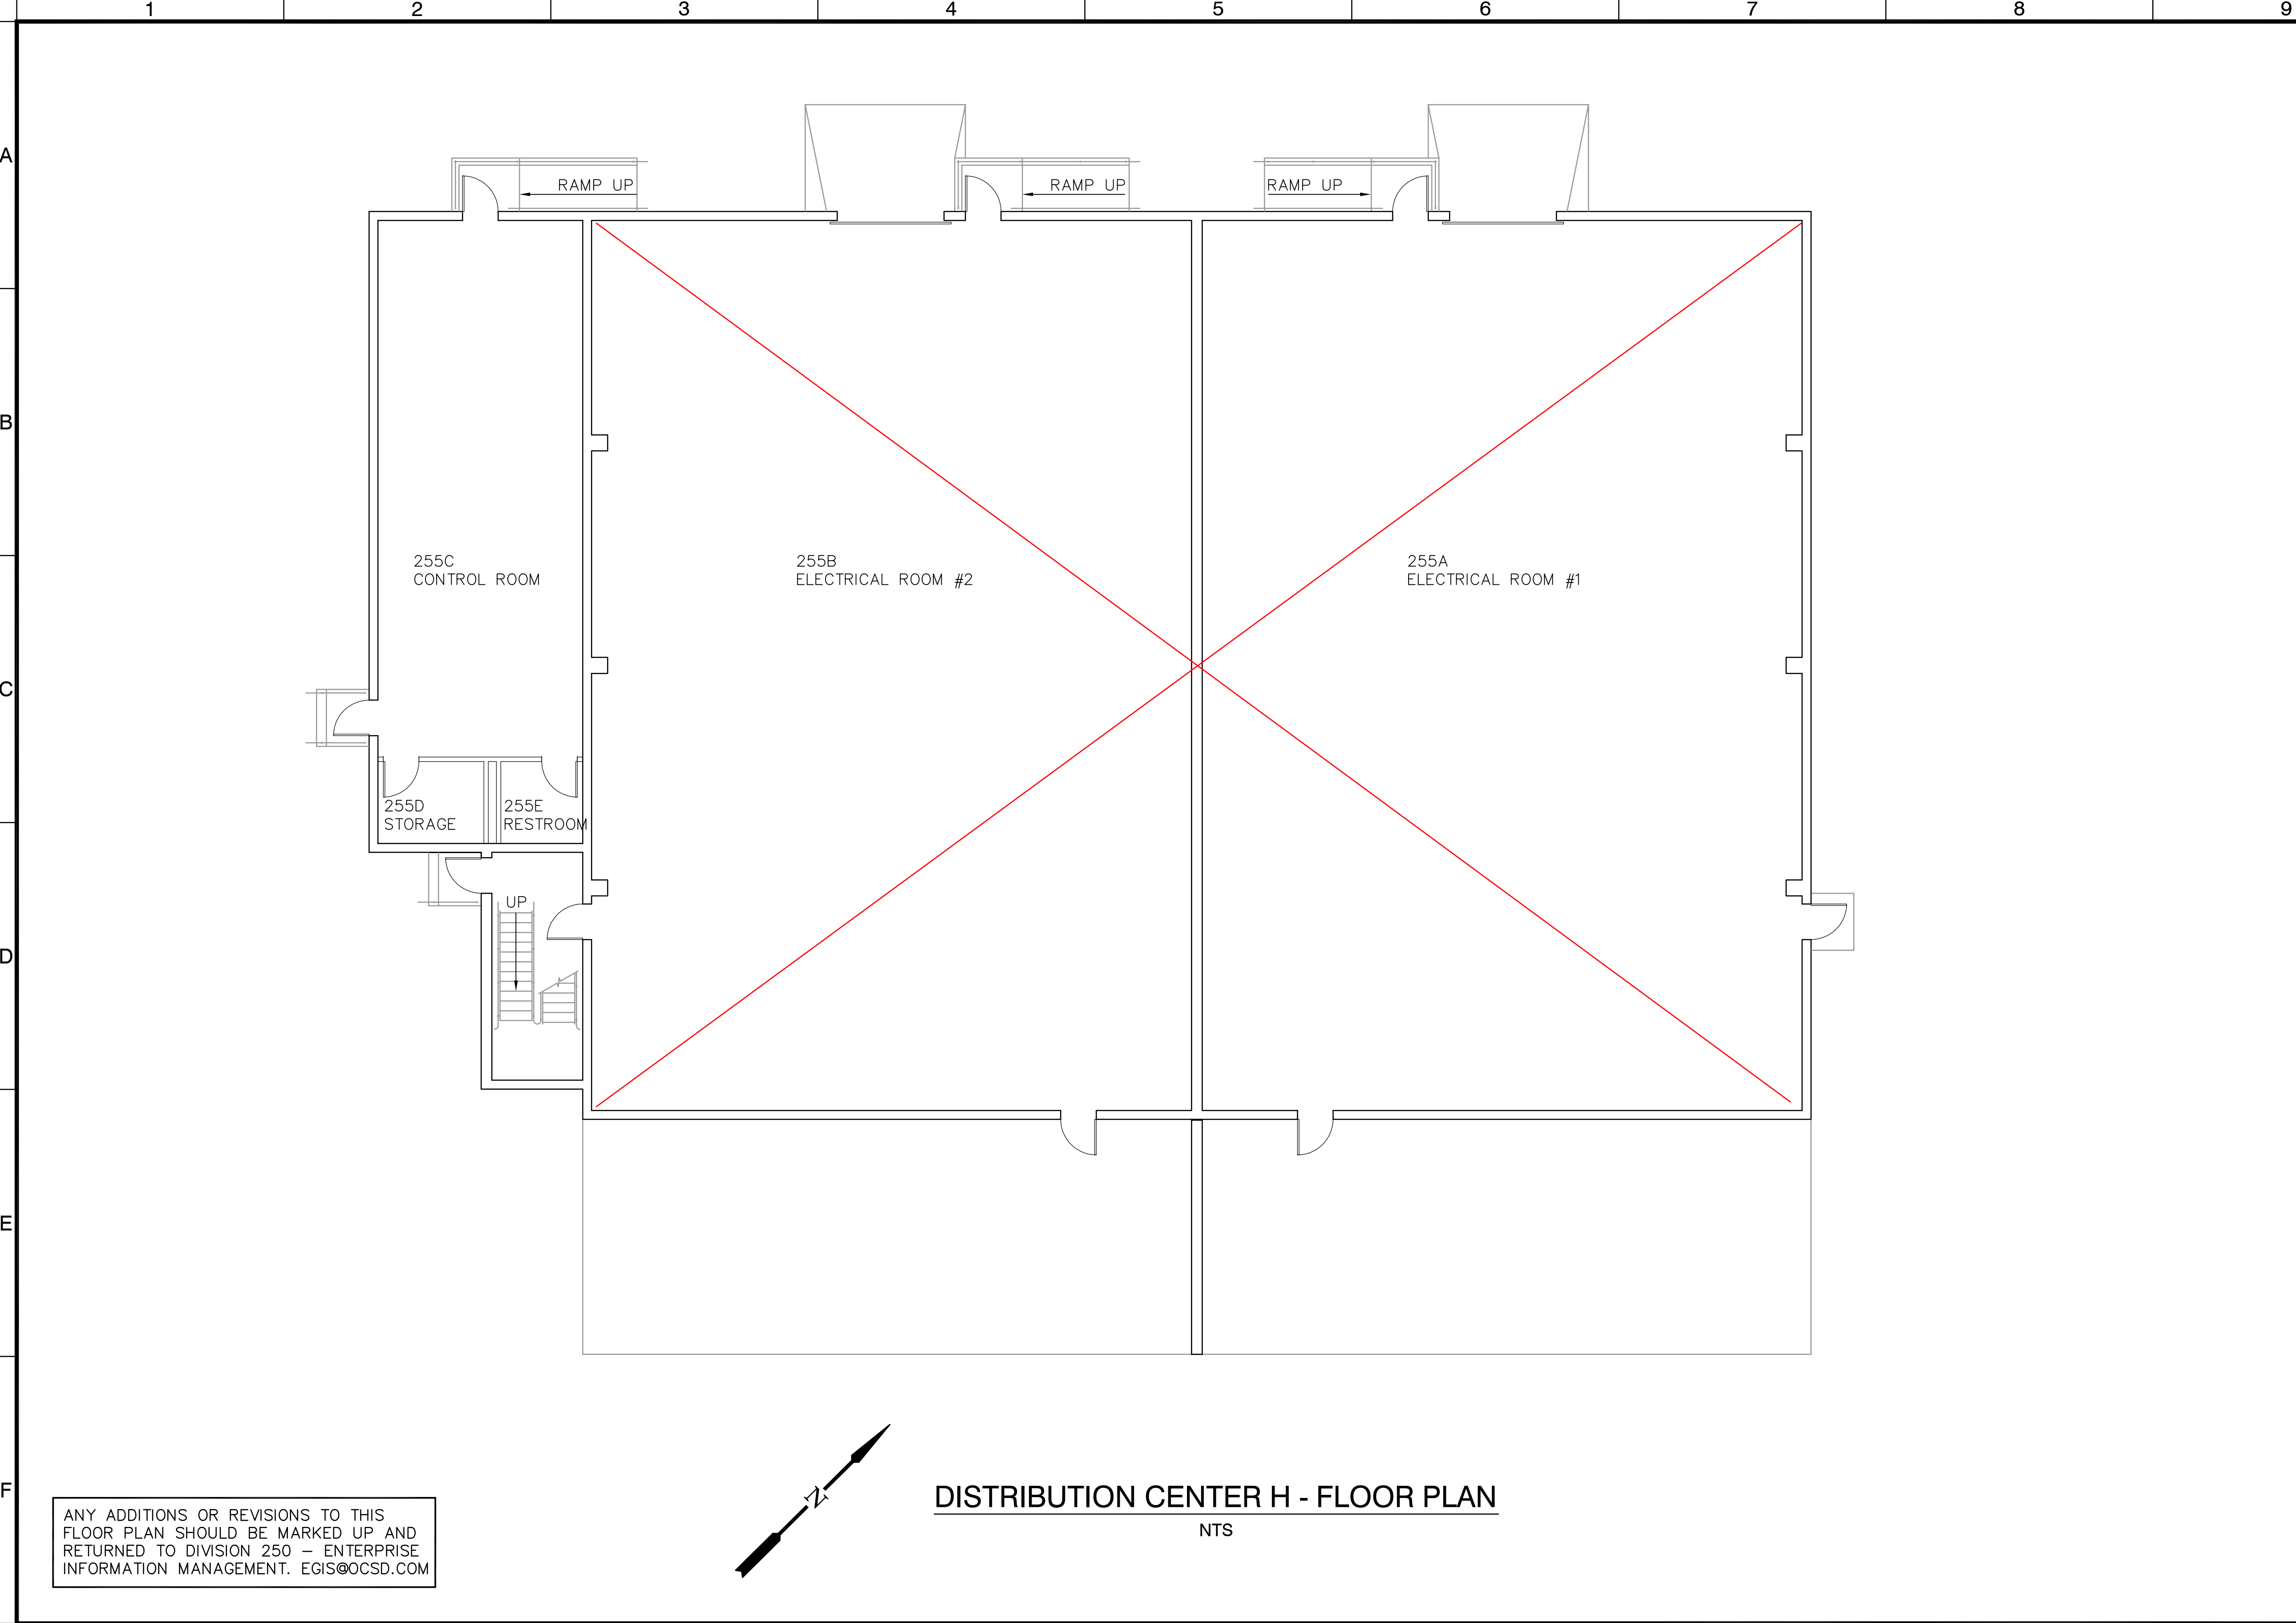 1 2 3 4 5 6 7 8 9
A
RAMP UP RAMP UP RAMP UP
B
255C
CONTROL ROOM
255B
ELECTRICAL ROOM #2
255A
ELECTRICAL ROOM #1
C
255D
STORAGE
255E
RESTROOM
UP
D
E
F
N
DISTRIBUTION CENTER H - FLOOR PLAN
NTS
ANY ADDITIONS OR REVISIONS TO THIS
FLOOR PLAN SHOULD BE MARKED UP AND
RETURNED TO DIVISION 250 – ENTERPRISE
INFORMATION MANAGEMENT. EGIS@OCSD.COM